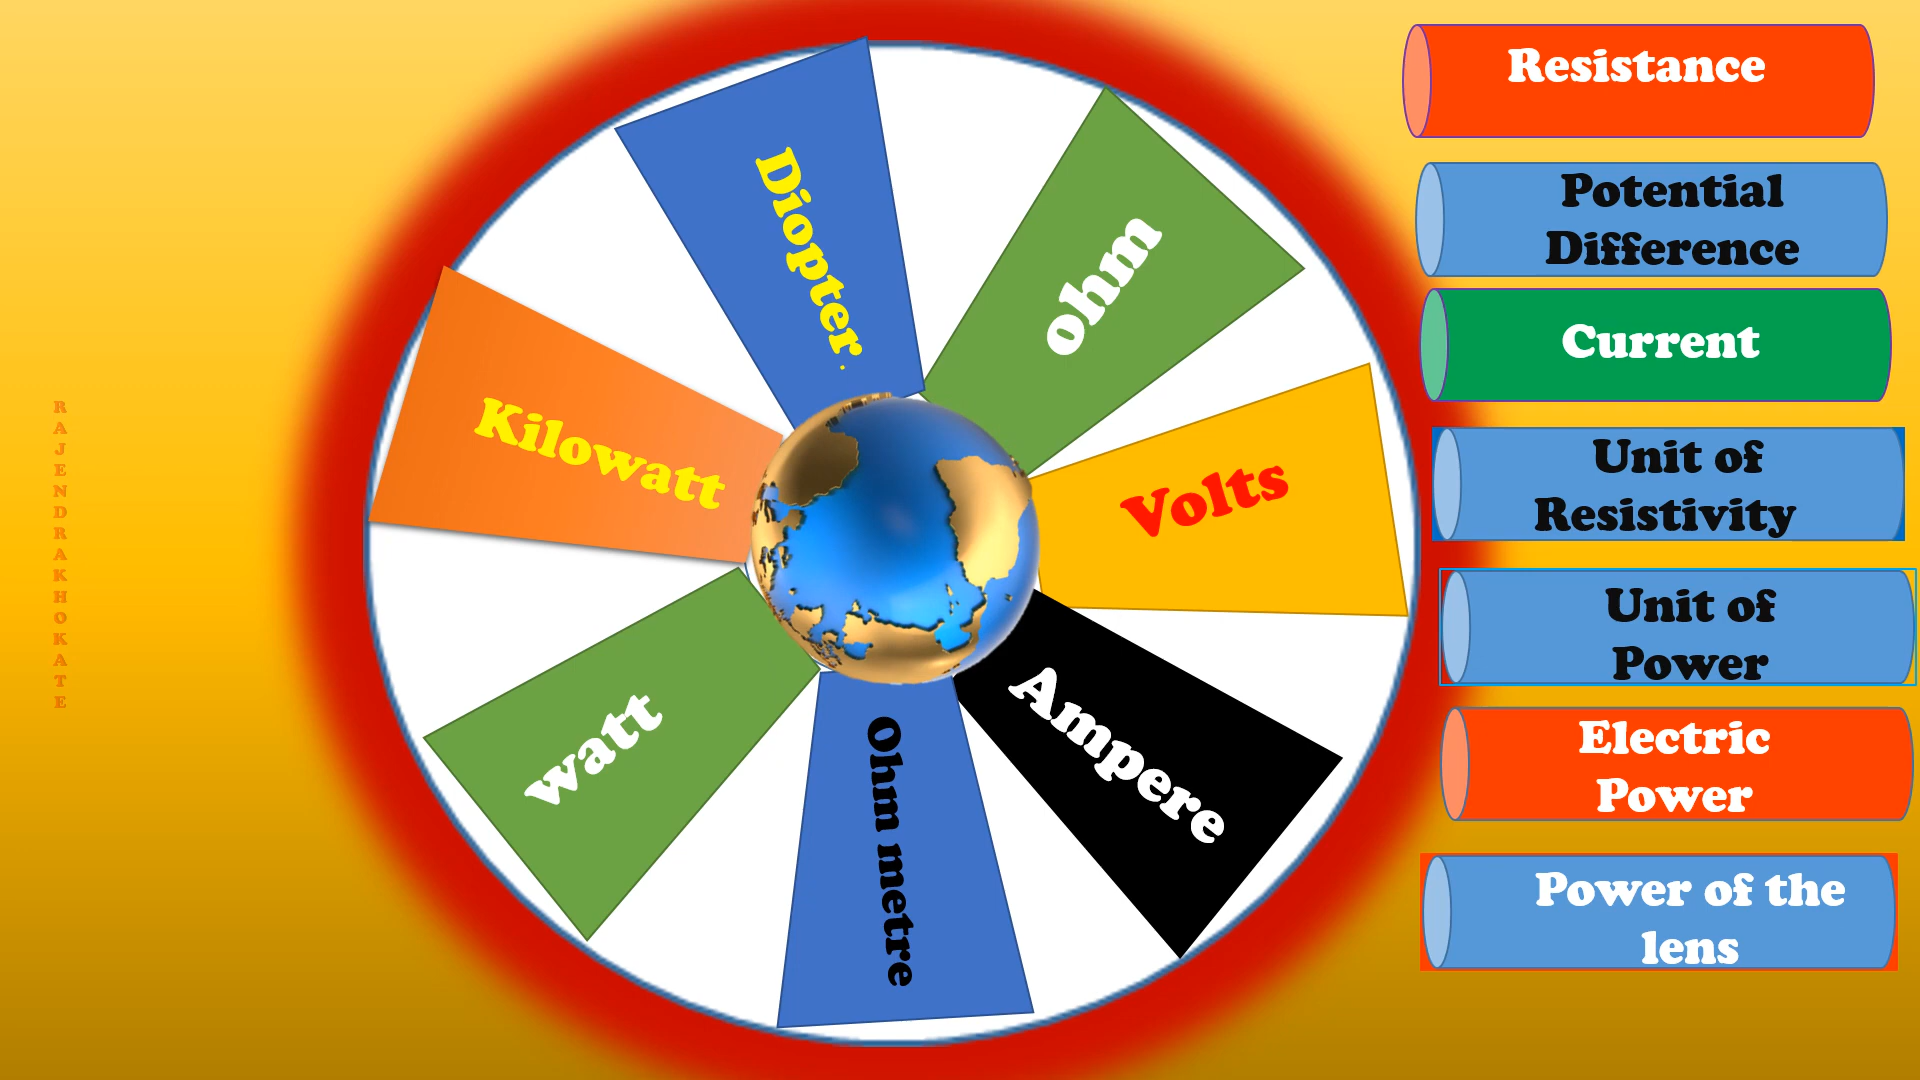 RAJENDRAKHOKATE
Diopter.
ohm
Kilowatt
Volts
watt
Ohm metre
Ampere
Resistance
Potential
Difference
Current
Unit of
Resistivity
Unit of
Power
Electric
Power
Power of the
lens